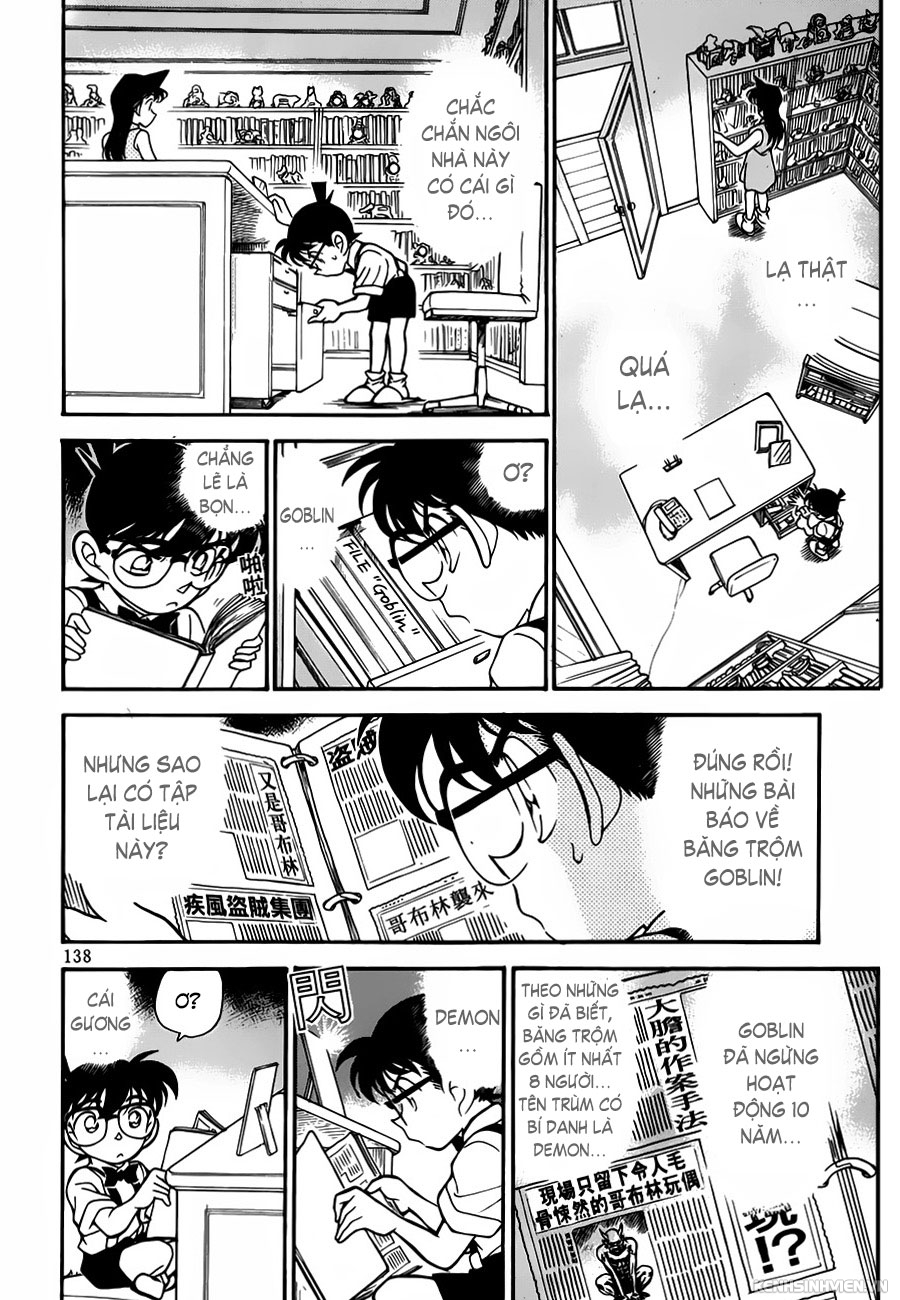 LẠ THẬT
...
QUÁ
LẠ...
CHẮC
CHẮN NGÔI
NHÀ NÀY
CÓ CÁI GÌ
ĐÓ...
Ơ?
GOBLIN
...
FILE "Goblin"
CHẲNG
LẼ LÀ
BỌN...
啪啦
ĐÚNG RỒI!
NHỮNG BÀI
BÁO VỀ
BĂNG TRỘM
GOBLIN!
又是哥布林
疾風盜賊集團
哥布林襲來
NHƯNG SAO
LẠI CÓ TẬP
TÀI LIỆU
NÀY?
138
GOBLIN
ĐÃ NGỪNG
HOẠT
ĐỘNG 10
NĂM...
大膽的作案手法
THEO NHỮNG
GÌ ĐÃ BIẾT,
BĂNG TRỘM
GỒM ÍT NHẤT
8 NGƯỜI...
TÊN TRÙM CÓ
BÍ DANH LÀ
DEMON...
現場只留下令人毛
骨悚然的哥布林玩偶
!?
DEMON
...
閃
Ơ?
CÁI
GƯƠNG
...
KENHSINHVIEN.VN